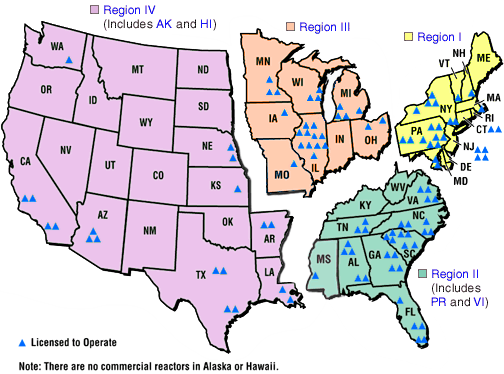 Region IV
(Includes AK and HI)
Region III
Region I
WA
MT
ND
OR
ID
SD
WY
NE
NV
UT
CO
KS
CA
AZ
NM
OK
AR
TX
LA
MN
WI
MI
IA
IL
IN
OH
MO
NH
VT
ME
NY
MA
RI
CT
PA
NJ
DE
MD
WV
VA
KY
NC
TN
SC
MS
AL
GA
FL
Region II
(Includes
PR and VI)
Licensed to Operate
Note: There are no commercial reactors in Alaska or Hawaii.